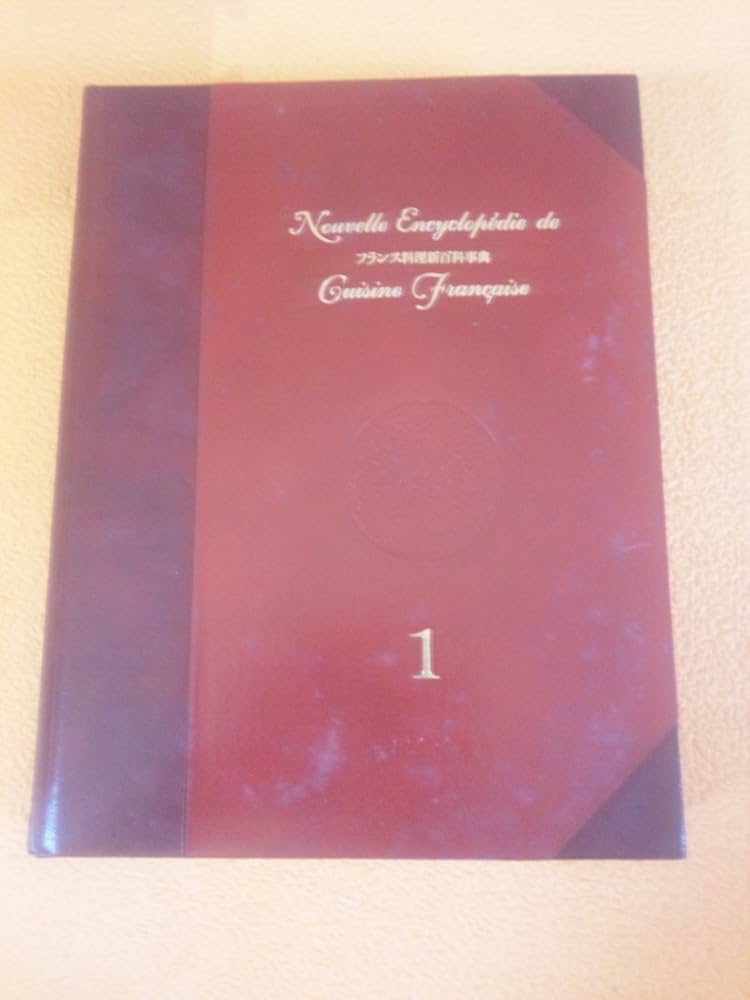 Nouvelle Encyclopédie de
フランス料理新百科事典
Cuisine Française
1